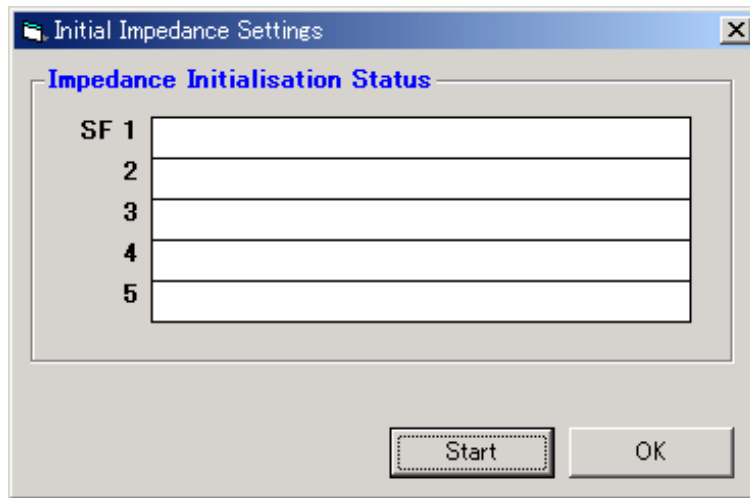 Initial Impedance Settings
Impedance Initialisation Status
SF 1
2
3
4
5
Start OK